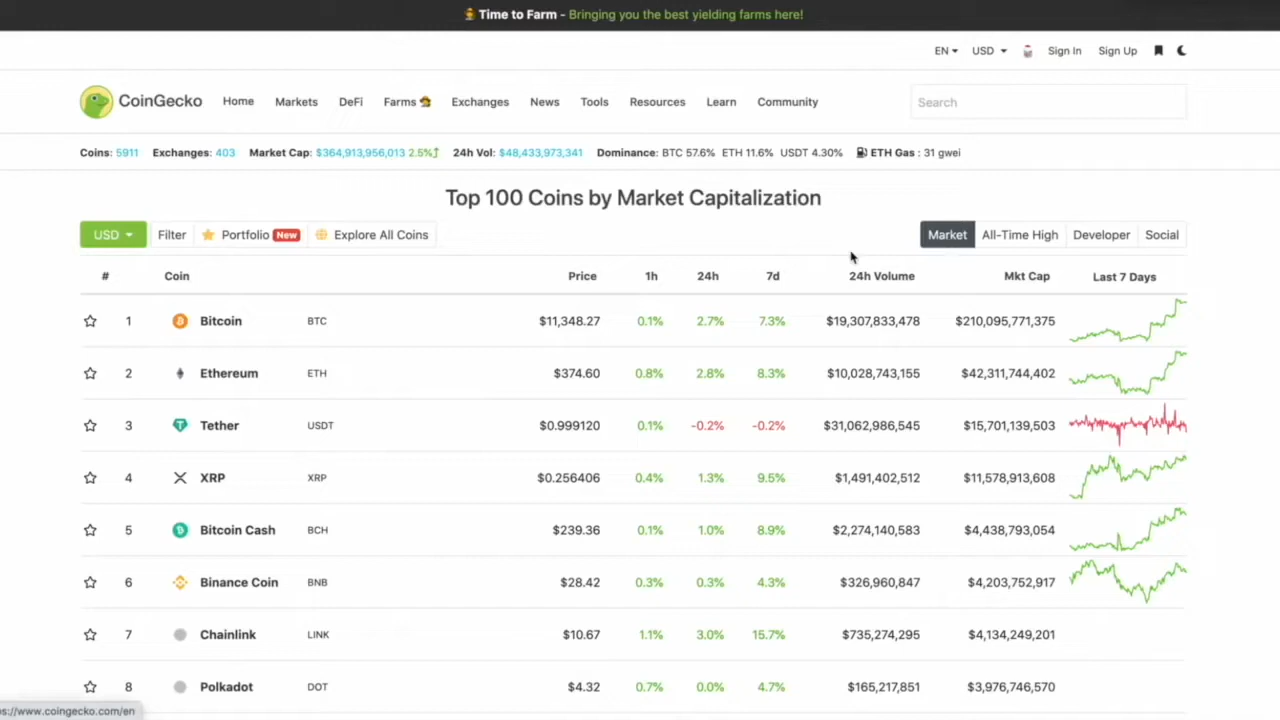 Time to Farm - Bringing you the best yielding farms here!
EN USD Sign In Sign Up
CoinGecko Home Markets DeFi Farms Exchanges News Tools Resources Learn Community Search
Coins: 5911 Exchanges: 403 Market Cap: $364,913,956,013 2.5% 24h Vol: $48,433,973,341 Dominance: BTC 57.6% ETH 11.6% USDT 4.30% ETH Gas : 31 gwei
Top 100 Coins by Market Capitalization
USD Filter Portfolio New Explore All Coins Market All-Time High Developer Social
# Coin Price 1h 24h 7d 24h Volume Mkt Cap Last 7 Days
1 Bitcoin BTC $11,348.27 0.1% 2.7% 7.3% $19,307,833,478 $210,095,771,375
2 Ethereum ETH $374.60 0.8% 2.8% 8.3% $10,028,743,155 $42,311,744,402
3 Tether USDT $0.999120 0.1% -0.2% -0.2% $31,062,986,545 $15,701,139,503
4 XRP XRP $0.256406 0.4% 1.3% 9.5% $1,491,402,512 $11,578,913,608
5 Bitcoin Cash BCH $239.36 0.1% 1.0% 8.9% $2,274,140,583 $4,438,793,054
6 Binance Coin BNB $28.42 0.3% 0.3% 4.3% $326,960,847 $4,203,752,917
7 Chainlink LINK $10.67 1.1% 3.0% 15.7% $735,274,295 $4,134,249,201
8 Polkadot DOT $4.32 0.7% 0.0% 4.7% $165,217,851 $3,976,746,570
s://www.coingecko.com/en